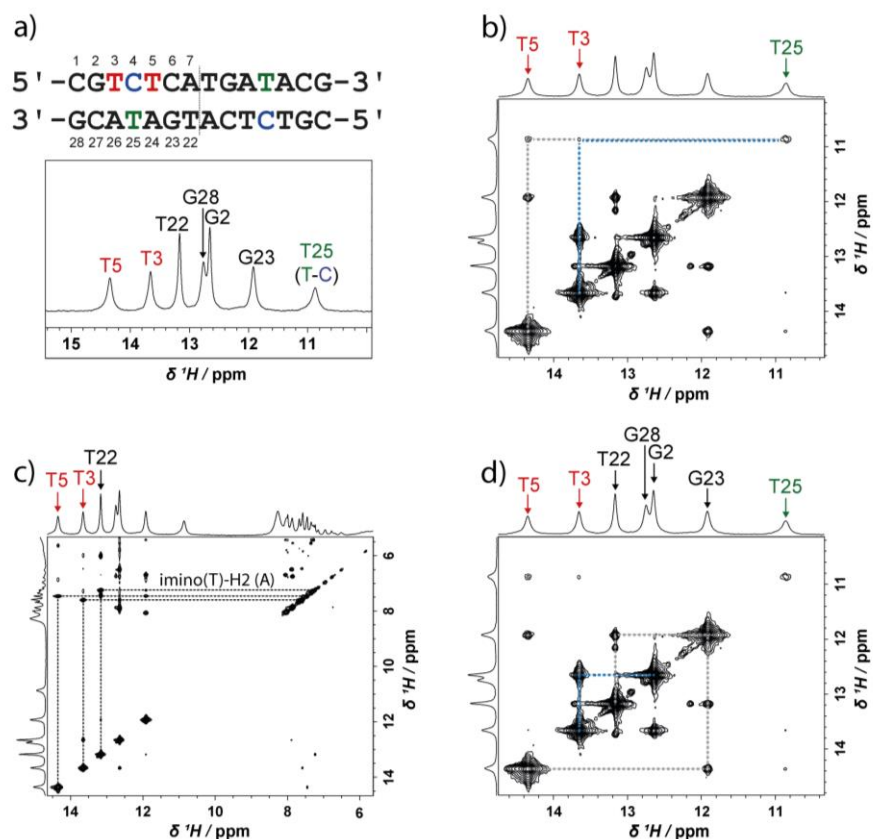 a)
1 2 3 4 5 6 7
5'-CGTCTCATGATACG-3'
3'-GCATAGTACTCTGC-5'
28 27 26 25 24 23 22
G28
T22 G2
T5 T3 G23 T25
(T-C)
15 14 13 12 11
δ ¹H / ppm
b)
T5 T3 T25
11
12
13
14
δ ¹H / ppm
14 13 12 11
δ ¹H / ppm
c)
T22
T5 T3
imino(T)-H2 (A)
6
8
10
12
14
δ ¹H / ppm
14 12 10 8 6
δ ¹H / ppm
d)
G28
T22 G2
T5 T3 G23 T25
11
12
13
14
δ ¹H / ppm
14 13 12 11
δ ¹H / ppm